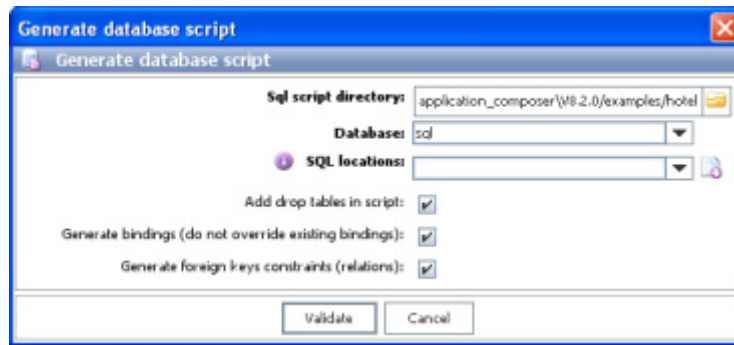 Generate database script
Generate database script
Sql script directory: application_composer\V8.2.0/examples/hotel
Database: sql
SQL locations:
Add drop tables in script:
Generate bindings (do not override existing bindings):
Generate foreign keys constraints (relations):
Validate Cancel